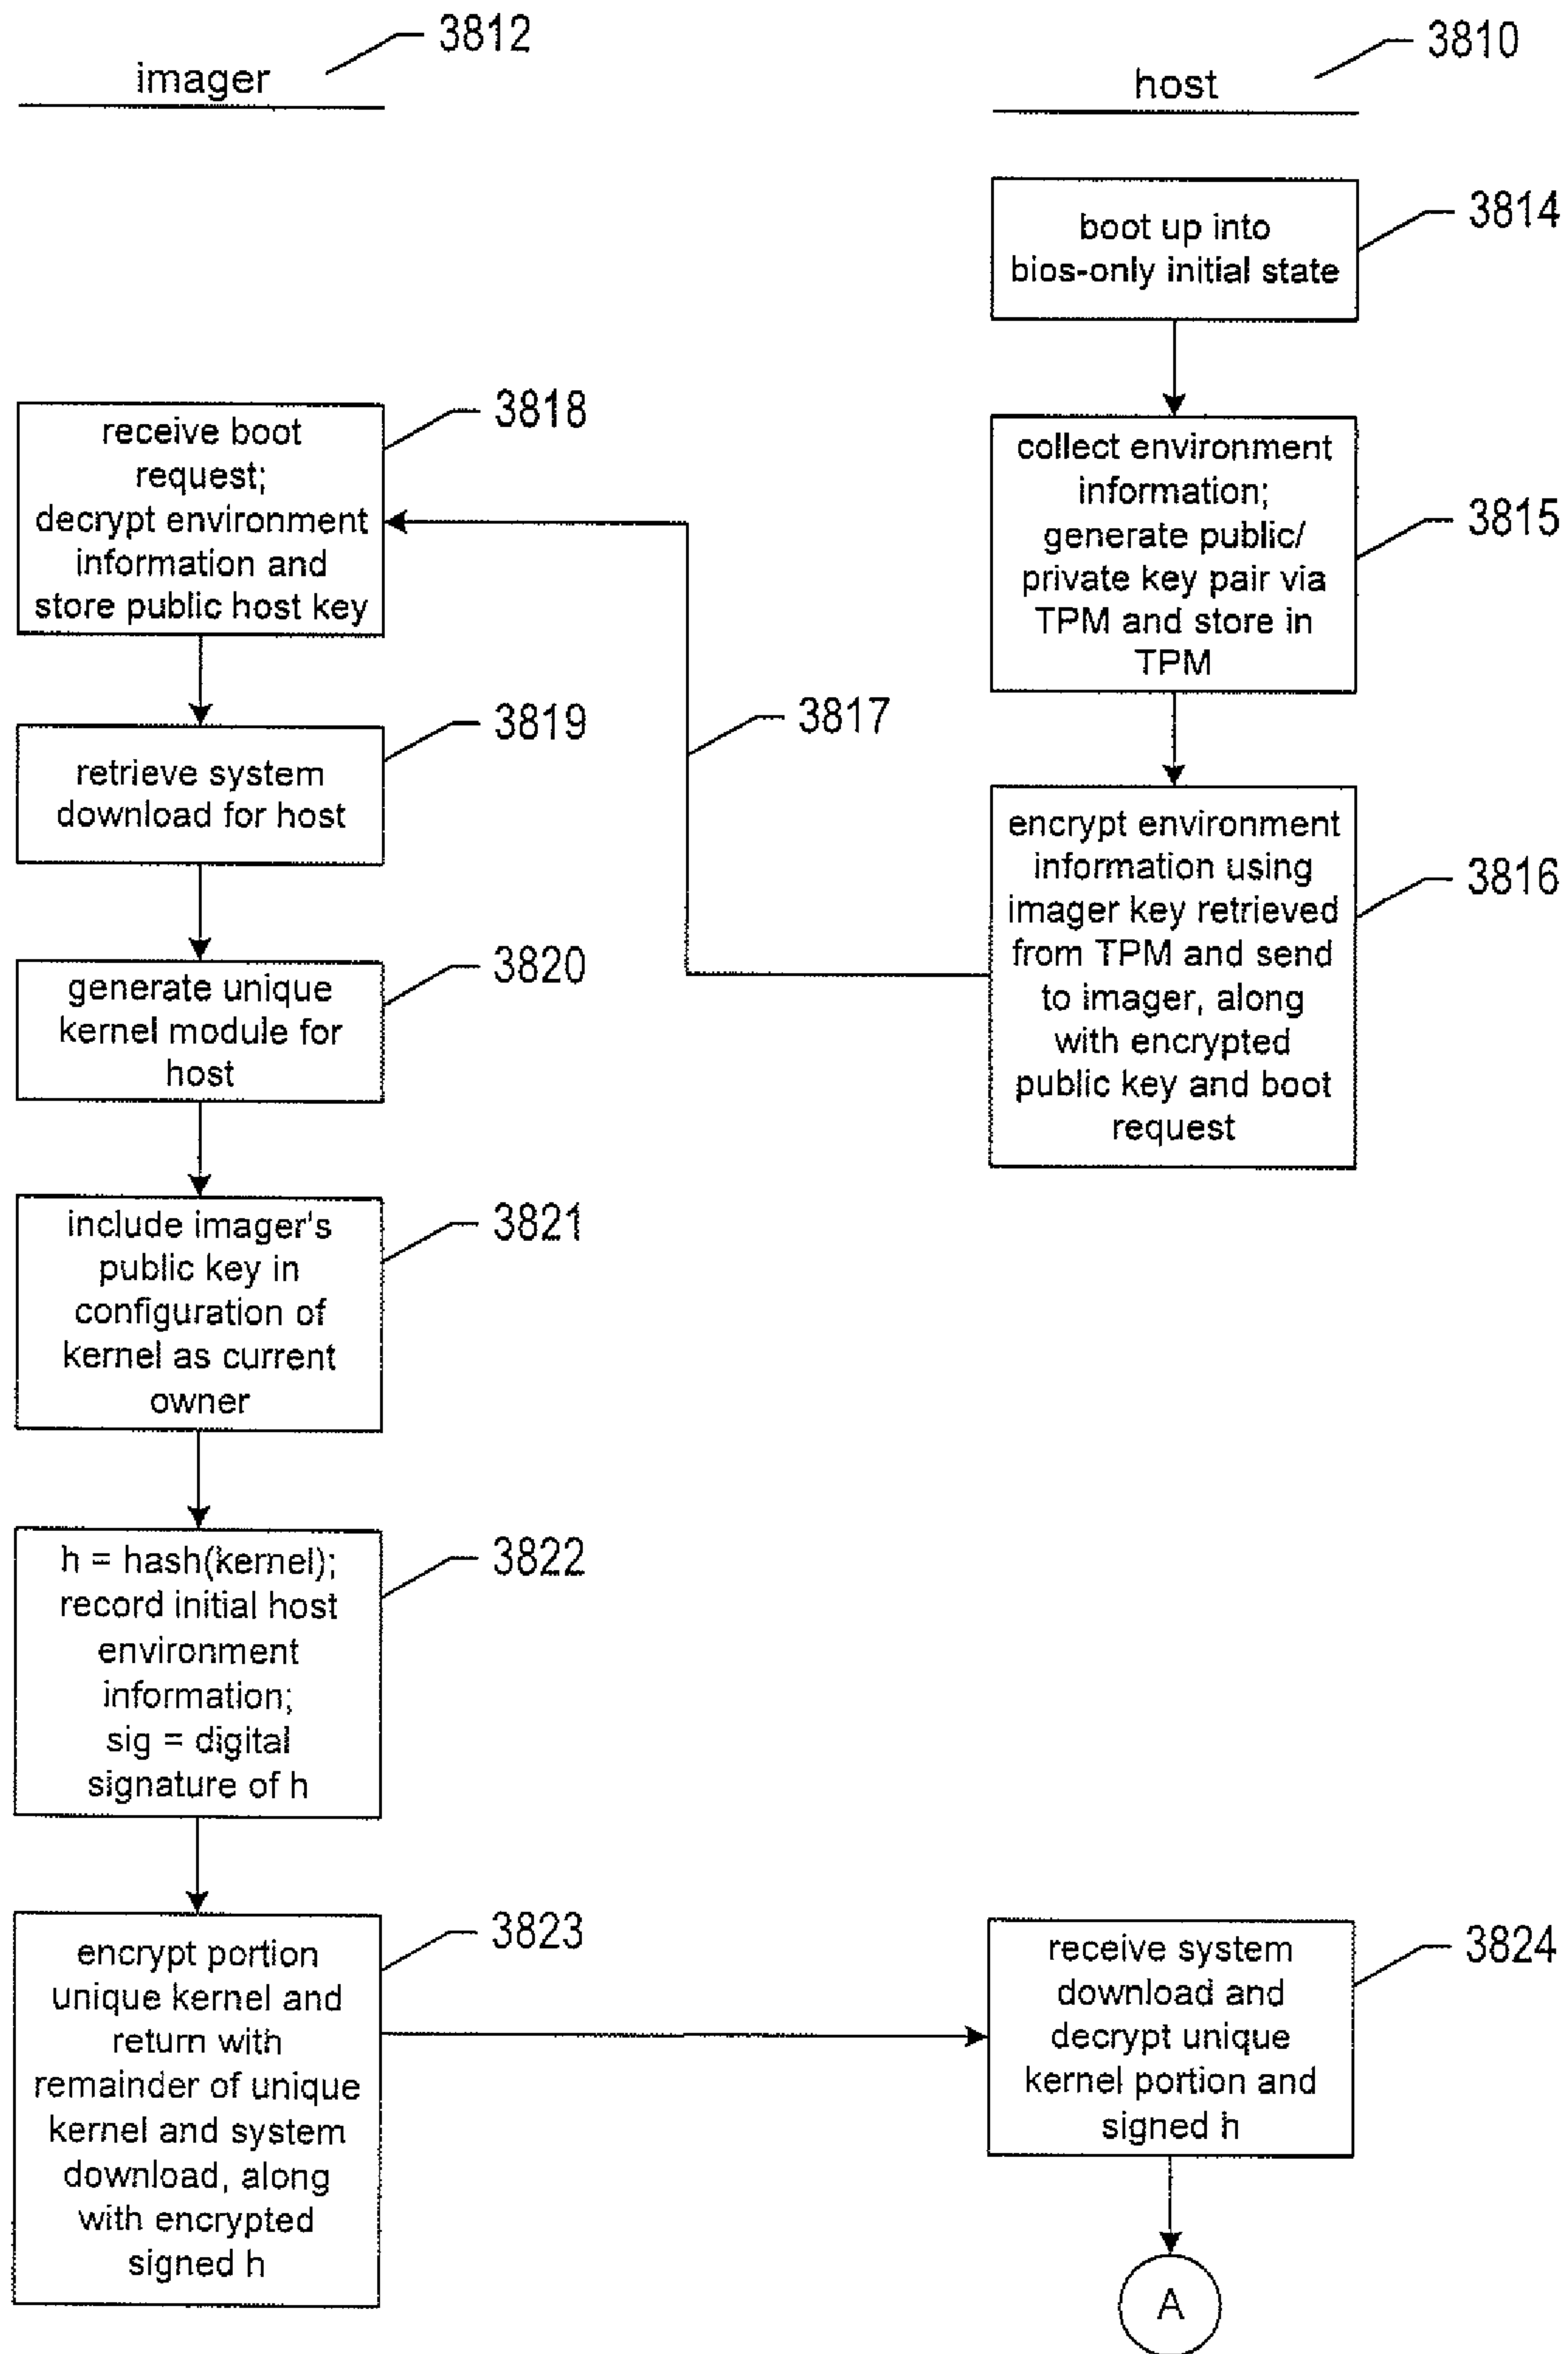 3812
imager
3810
host
boot up into
bios-only initial state
3814
collect environment
information;
generate public/
private key pair via
TPM and store in
TPM
3815
encrypt environment
information using
imager key retrieved
from TPM and send
to imager, along
with encrypted
public key and boot
request
3816
3817
receive boot
request;
decrypt environment
information and
store public host key
3818
retrieve system
download for host
3819
generate unique
kernel module for
host
3820
include imager's
public key in
configuration of
kernel as current
owner
3821
h = hash(kernel);
record initial host
environment
information;
sig = digital
signature of h
3822
encrypt portion
unique kernel and
return with
remainder of unique
kernel and system
download, along
with encrypted
signed h
3823
receive system
download and
decrypt unique
kernel portion and
signed h
3824
A